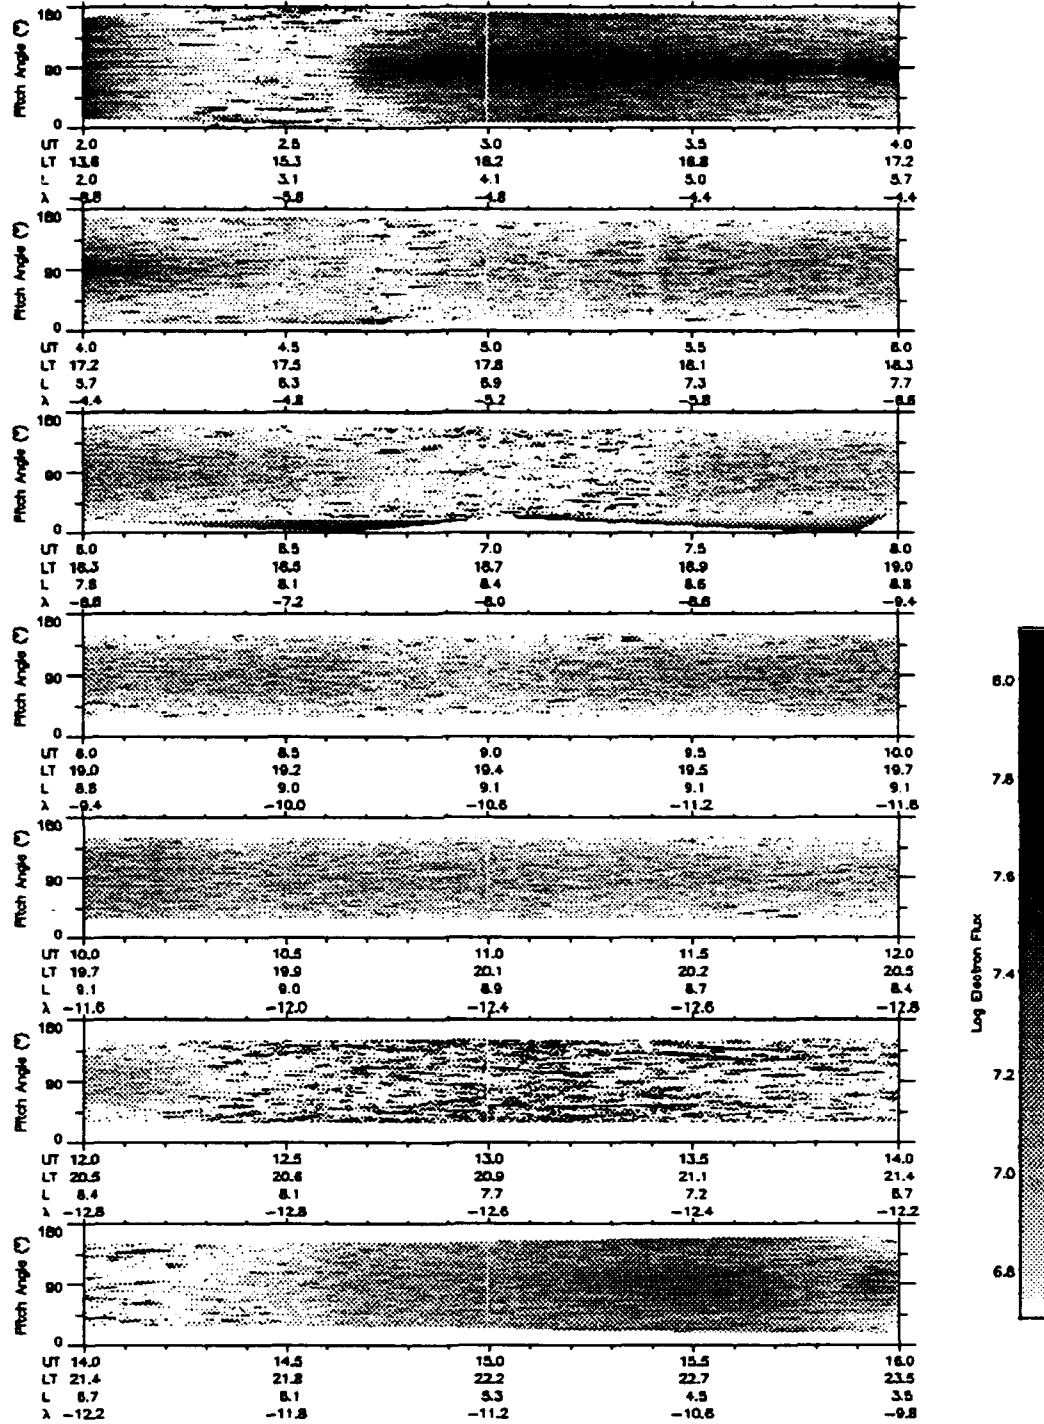 Pitch Angle (°)
180
90
0
UT 2.0 2.5 3.0 3.5 4.0
LT 13.8 15.3 16.2 16.8 17.2
L 2.0 3.1 4.1 5.0 5.7
λ -5.8 -4.8 -4.4 -4.4
Pitch Angle (°)
180
90
0
UT 4.0 4.5 5.0 5.5 6.0
LT 17.2 17.5 17.8 18.1 18.3
L 5.7 6.3 6.9 7.3 7.7
λ -4.4 -4.8 -5.2 -5.8 -6.6
Pitch Angle (°)
180
90
0
UT 6.0 6.5 7.0 7.5 8.0
LT 18.3 18.5 18.7 18.9 19.0
L 7.8 8.1 8.4 8.6 8.8
λ -6.6 -7.2 -8.0 -8.6 -9.4
Pitch Angle (°)
180
90
0
UT 8.0 8.5 9.0 9.5 10.0
LT 19.0 19.2 19.4 19.5 19.7
L 8.8 9.0 9.1 9.1 9.1
λ -9.4 -10.0 -10.6 -11.2 -11.6
Pitch Angle (°)
180
90
0
UT 10.0 10.5 11.0 11.5 12.0
LT 19.7 19.9 20.1 20.2 20.5
L 9.1 9.0 8.9 8.7 8.4
λ -11.6 -12.0 -12.4 -12.6 -12.8
Pitch Angle (°)
180
90
0
UT 12.0 12.5 13.0 13.5 14.0
LT 20.5 20.6 20.9 21.1 21.4
L 8.4 8.1 7.7 7.2 6.7
λ -12.8 -12.8 -12.6 -12.4 -12.2
Pitch Angle (°)
180
90
0
UT 14.0 14.5 15.0 15.5 16.0
LT 21.4 21.8 22.2 22.7 23.5
L 6.7 6.1 5.3 4.5 3.5
λ -12.2 -11.8 -11.2 -10.6 -9.8
Log Electron Flux
8.0
7.8
7.6
7.4
7.2
7.0
6.8